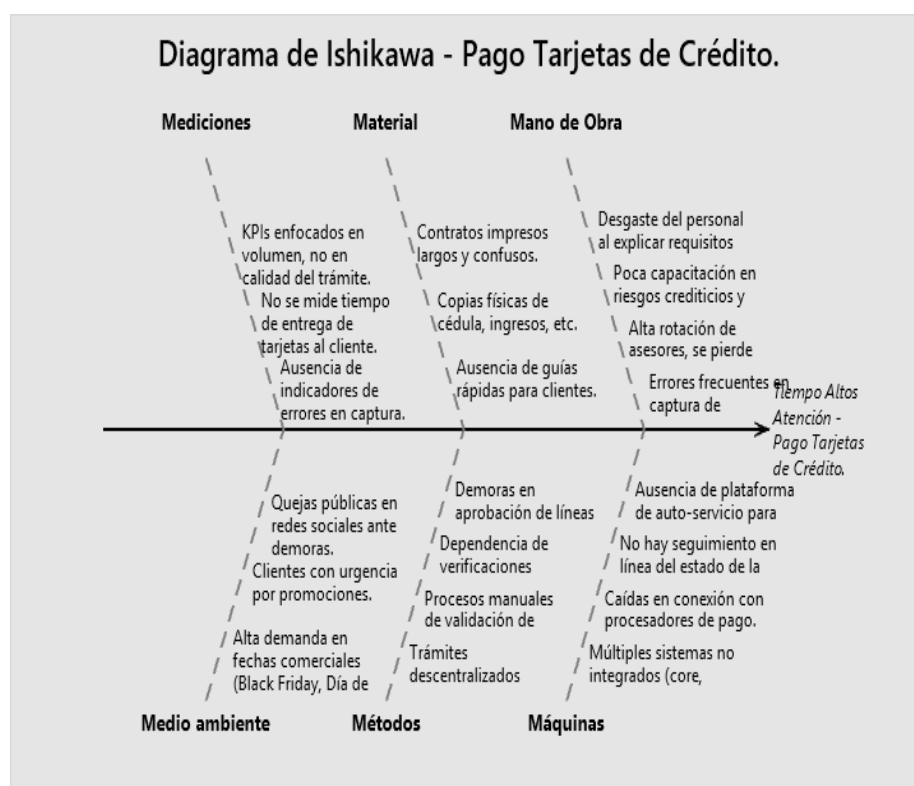 Diagrama de Ishikawa - Pago Tarjetas de Crédito.
Mediciones
KPIs enfocados en
volumen, no en
calidad del trámite.
No se mide tiempo
de entrega de
tarjetas al cliente.
Ausencia de
indicadores de
errores en captura.
Material
Contratos impresos
largos y confusos.
Copias físicas de
cédula, ingresos, etc.
Ausencia de guías
rápidas para clientes.
Mano de Obra
Desgaste del personal
al explicar requisitos
Poca capacitación en
riesgos crediticios y
Alta rotación de
asesores, se pierde
Errores frecuentes en
captura de
Tiempo Altos
Atención -
Pago Tarjetas
de Crédito.
Quejas públicas en
redes sociales ante
demoras.
Clientes con urgencia
por promociones.
Alta demanda en
fechas comerciales
(Black Friday, Día de
Medio ambiente
Demoras en
aprobación de líneas
Dependencia de
verificaciones
Procesos manuales
de validación de
Trámites
descentralizados
Métodos
Ausencia de plataforma
de auto-servicio para
No hay seguimiento en
línea del estado de la
Caídas en conexión con
procesadores de pago.
Múltiples sistemas no
integrados (core,
Máquinas